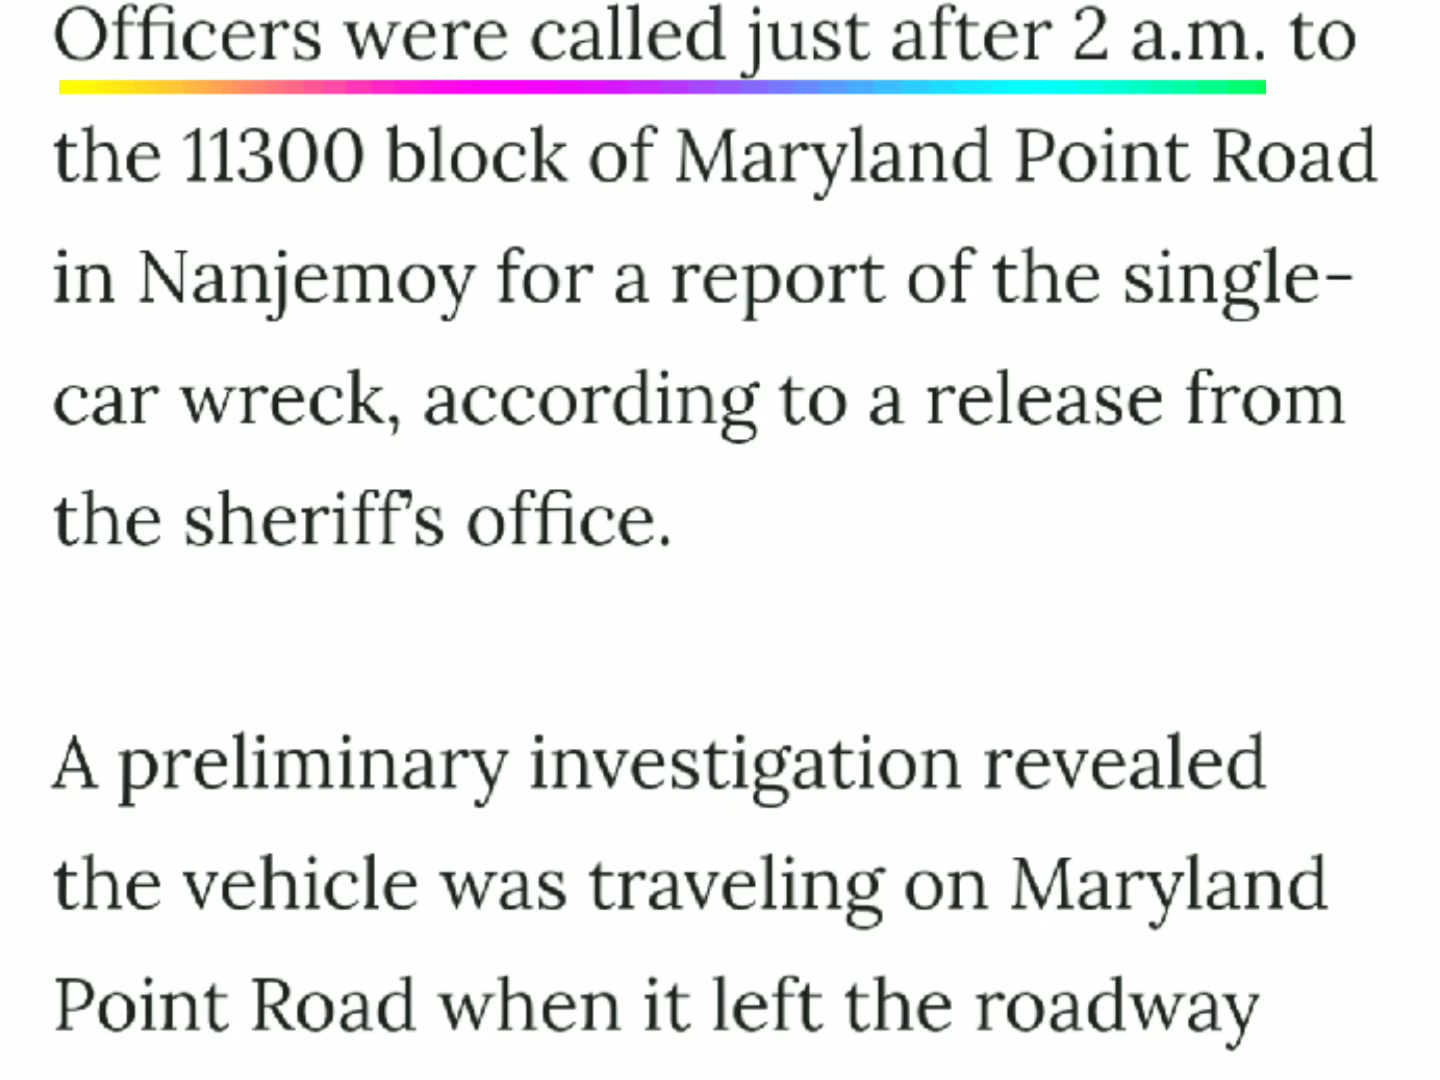 Officers were called just after 2 a.m. to
the 11300 block of Maryland Point Road
in Nanjemoy for a report of the single-
car wreck, according to a release from
the sheriff’s office.
A preliminary investigation revealed
the vehicle was traveling on Maryland
Point Road when it left the roadway